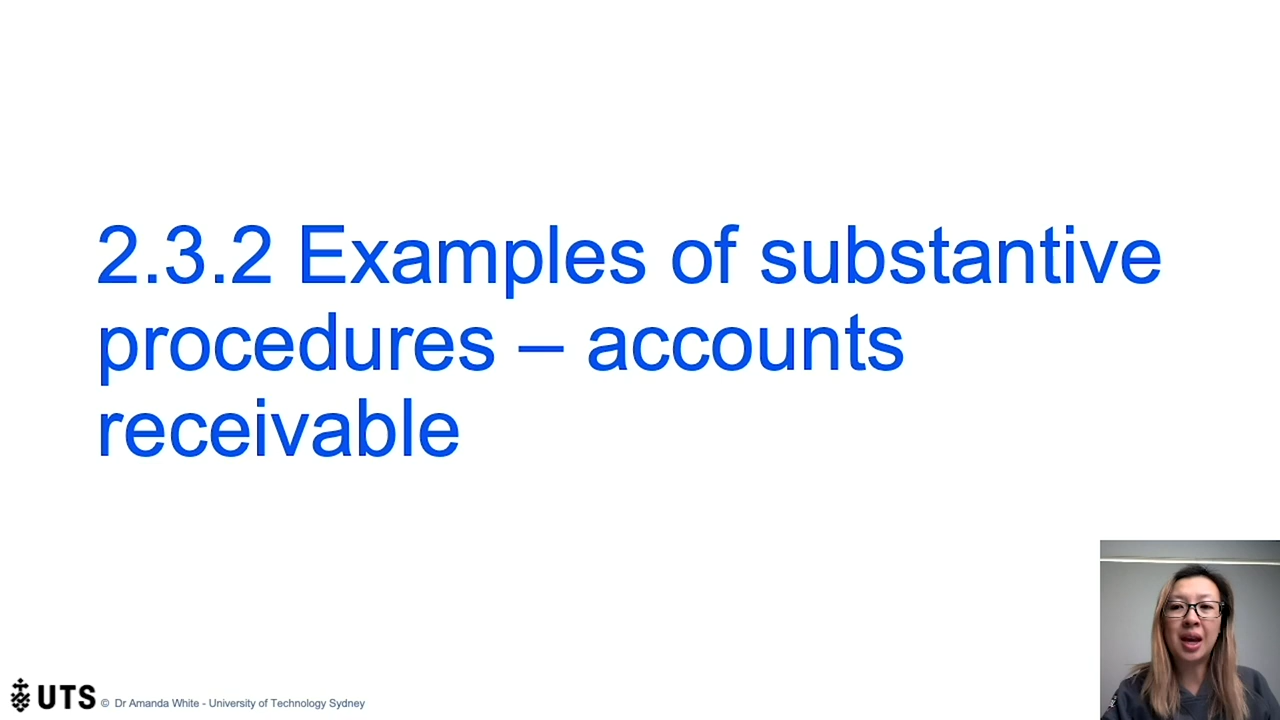 2.3.2 Examples of substantive
procedures – accounts
receivable
UTS © Dr Amanda White - University of Technology Sydney